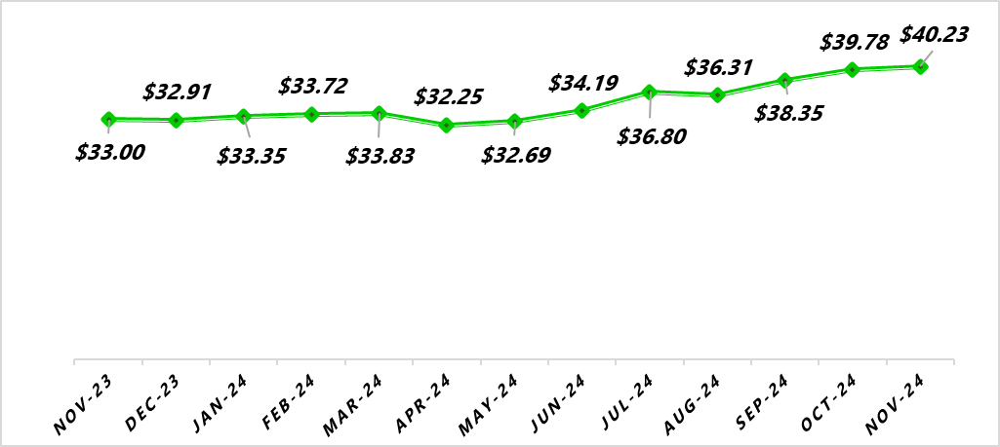 $33.00
$32.91
$33.35
$33.72
$33.83
$32.25
$32.69
$34.19
$36.80
$36.31
$38.35
$39.78
$40.23
NOV-23
DEC-23
JAN-24
FEB-24
MAR-24
APR-24
MAY-24
JUN-24
JUL-24
AUG-24
SEP-24
OCT-24
NOV-24